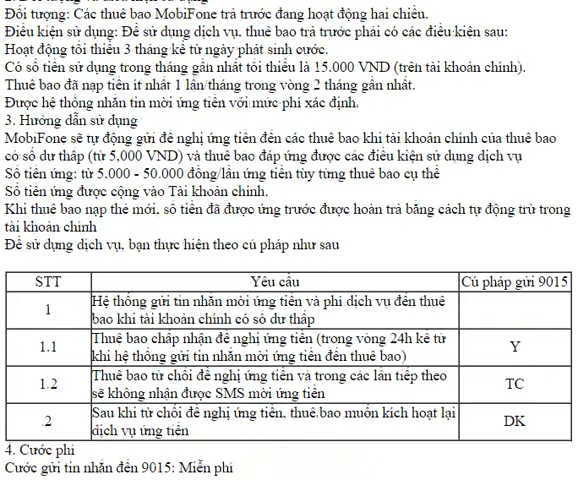 2. Đối tượng và điều kiện sử dụng
Đối tượng: Các thuê bao MobiFone trả trước đang hoạt động hai chiều.
Điều kiện sử dụng: Để sử dụng dịch vụ, thuê bao trả trước phải có các điều kiện sau:
Hoạt động tối thiểu 3 tháng kể từ ngày phát sinh cước.
Có số tiền sử dụng trong tháng gần nhất tối thiểu là 15.000 VND (trên tài khoản chính).
Thuê bao đã nạp tiền ít nhất 1 lần/tháng trong vòng 2 tháng gần nhất.
Được hệ thống nhắn tin mời ứng tiền với mức phí xác định.
3. Hướng dẫn sử dụng
MobiFone sẽ tự động gửi đề nghị ứng tiền đến các thuê bao khi tài khoản chính của thuê bao
có số dư thấp (từ 5,000 VND) và thuê bao đáp ứng được các điều kiện sử dụng dịch vụ
Số tiền ứng: từ 5.000 - 50.000 đồng/lần ứng tiền tùy từng thuê bao cụ thể
Số tiền ứng được cộng vào Tài khoản chính.
Khi thuê bao nạp thẻ mới, số tiền đã được ứng trước được hoàn trả bằng cách tự động trừ trong
tài khoản chính
Để sử dụng dịch vụ, bạn thực hiện theo cú pháp như sau
STT Yêu cầu Cú pháp gửi 9015
1 Hệ thống gửi tin nhắn mời ứng tiền và phí dịch vụ đến thuê
bao khi tài khoản chính có số dư thấp
1.1 Thuê bao chấp nhận đề nghị ứng tiền (trong vòng 24h kể từ
khi hệ thống gửi tin nhắn mời ứng tiền đến thuê bao) Y
1.2 Thuê bao từ chối đề nghị ứng tiền và trong các lần tiếp theo
sẽ không nhận được SMS mời ứng tiền TC
.2 Sau khi từ chối đề nghị ứng tiền, thuê bao muốn kích hoạt lại
dịch vụ ứng tiền DK
4. Cước phí
Cước gửi tin nhắn đến 9015: Miễn phí